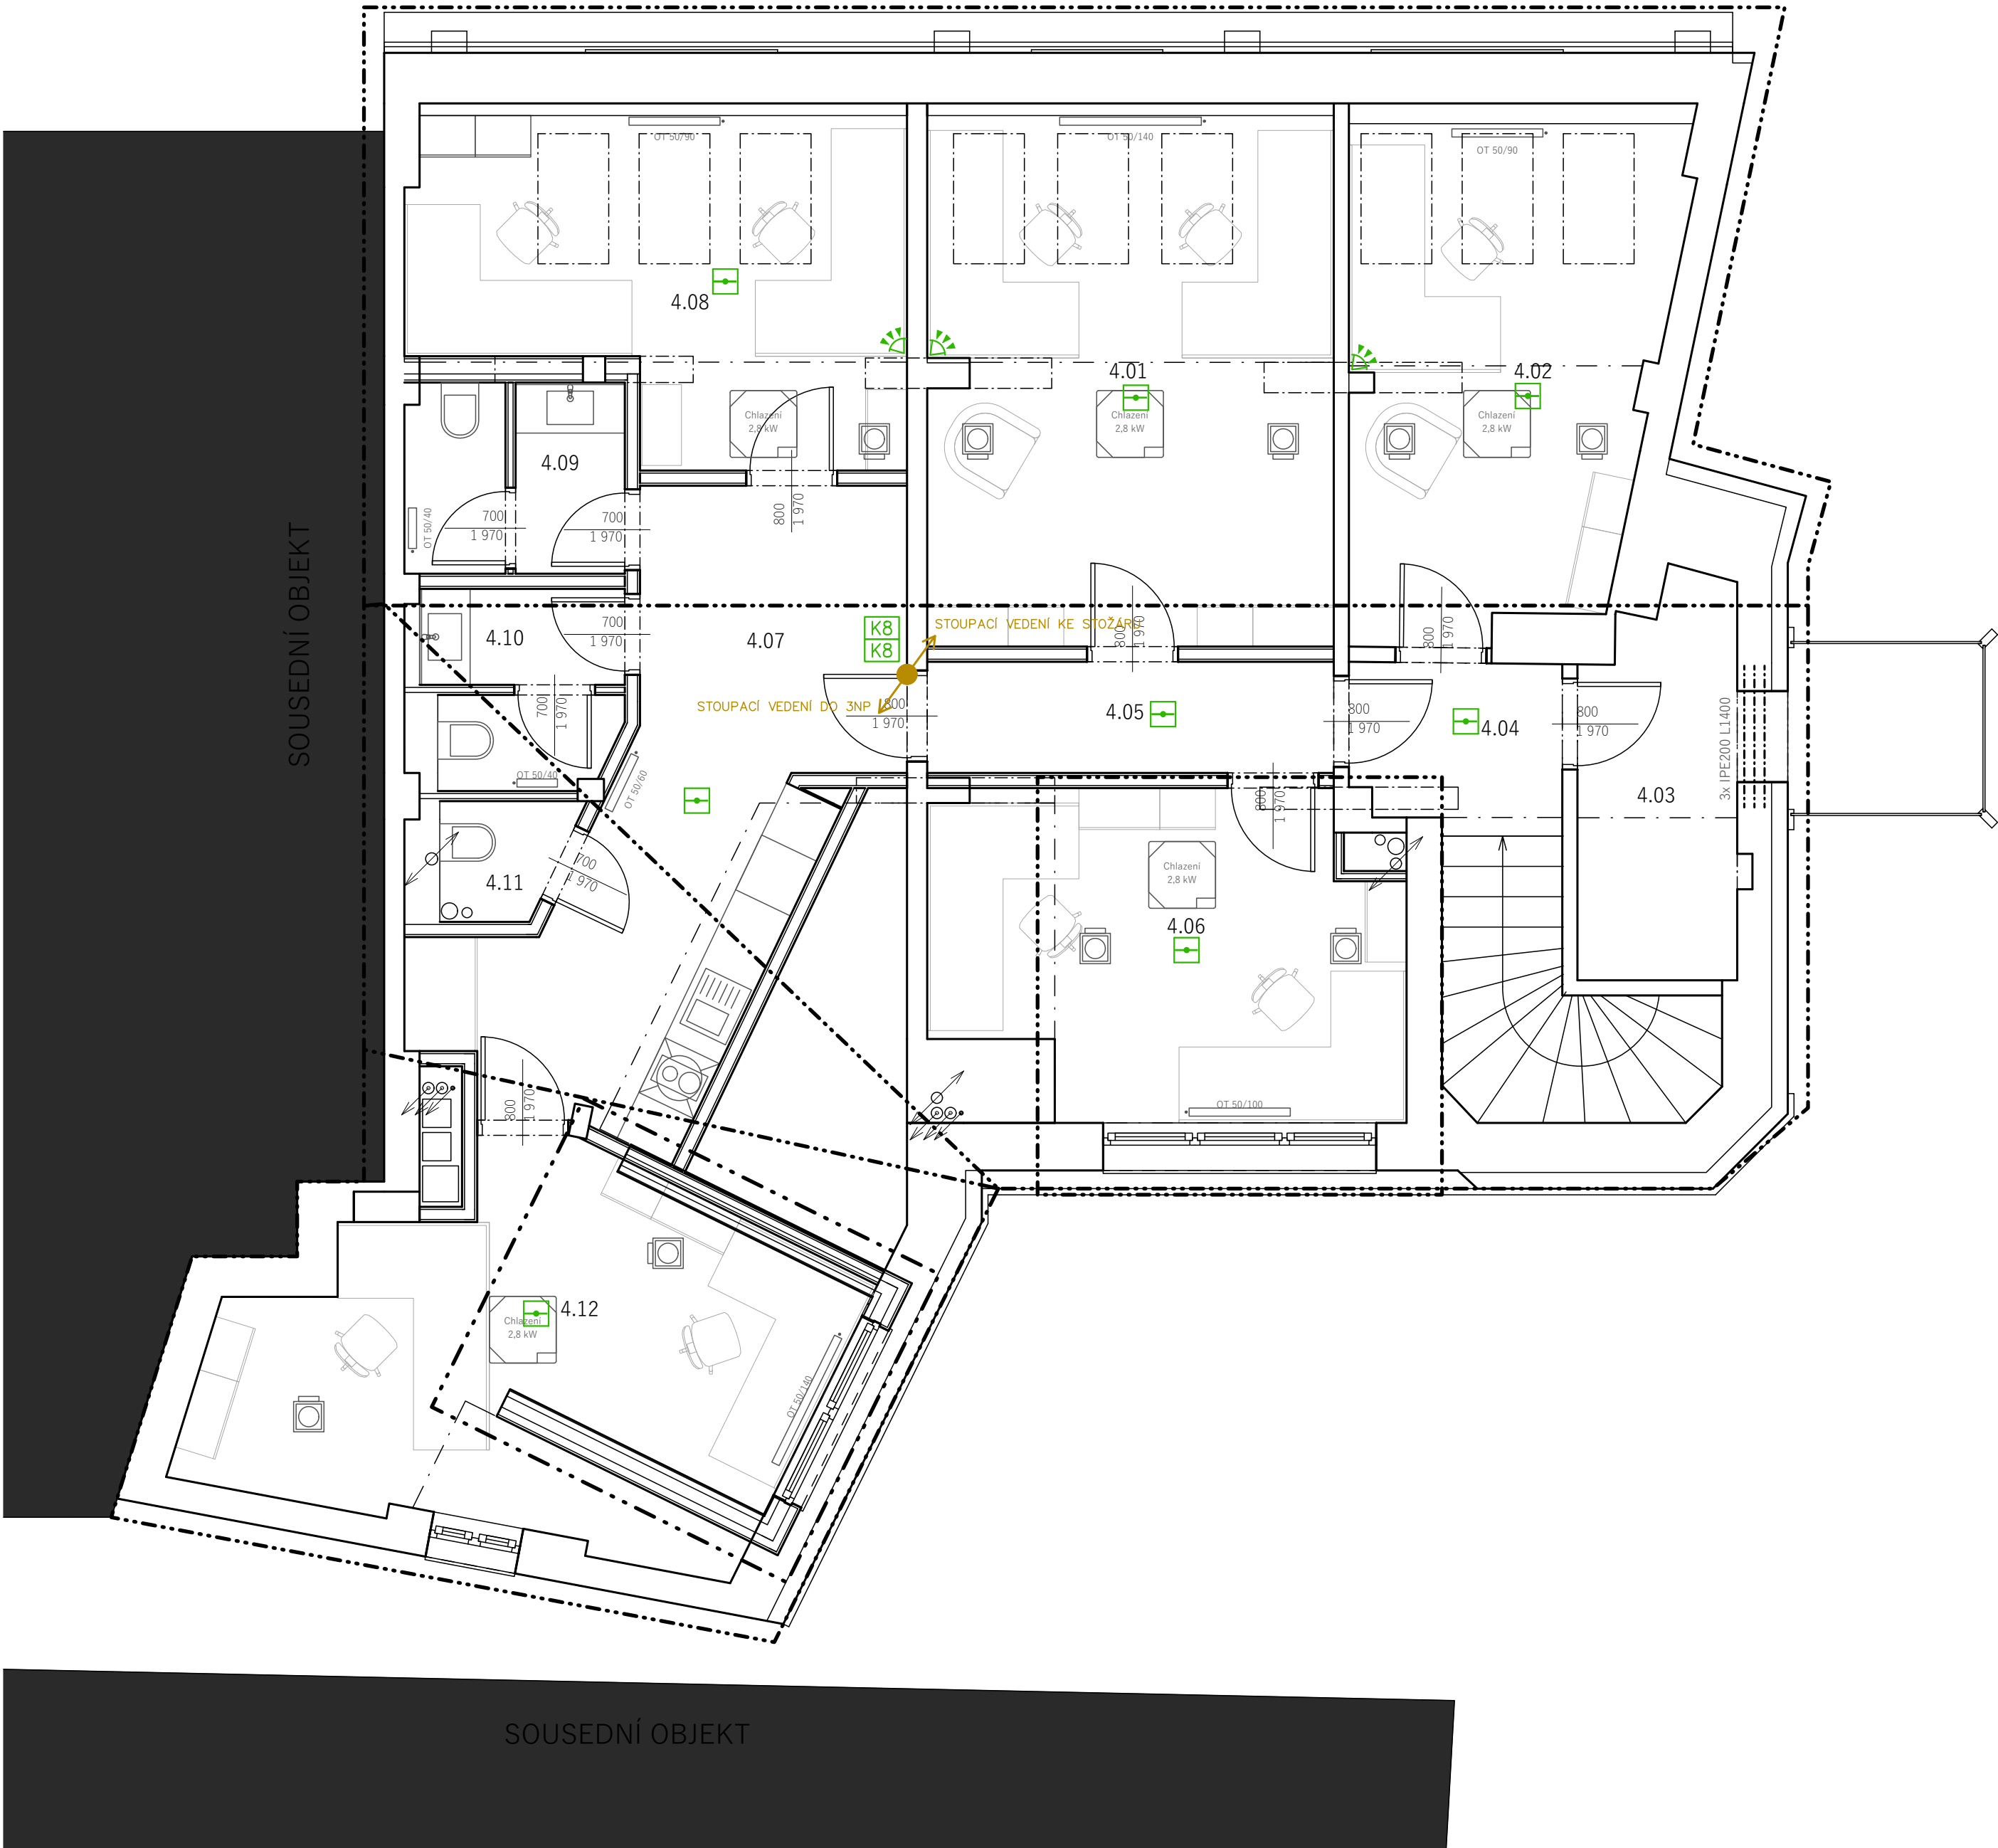 OT 50/90
OT 50/140
OT 50/90
4.08
4.01
4.02
Chlazení
2,8 kW
Chlazení
2,8 kW
Chlazení
2,8 kW
4.09
700
1 970
700
1 970
800
1 970
OT 50/40
SOUSEDNÍ OBJEKT
4.10
700
1 970
4.07
K8
K8
STOUPACÍ VEDENÍ KE STOŽÁRU
800
1 970
800
1 970
STOUPACÍ VEDENÍ DO 3NP
800
1 970
4.05
800
1 970
4.04
800
1 970
3x IPE200 L1400
4.03
700
1 970
OT 50/40
OT 50/60
800
1 970
700
1 970
4.11
Chlazení
2,8 kW
4.06
OT 50/100
800
1 970
Chlazení
2,8 kW
4.12
OT 50/140
SOUSEDNÍ OBJEKT